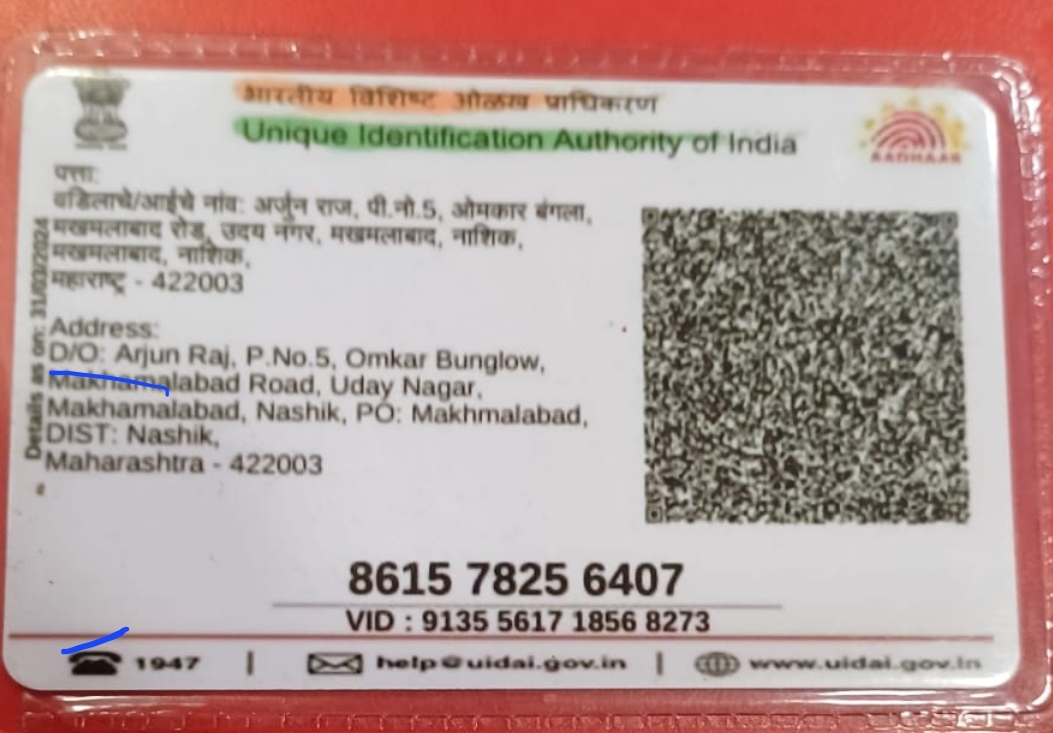 भारतीय विशिष्ट ओळख प्राधिकरण
Unique Identification Authority of India
AADHAAR
पत्ता:
वडिलाचे/आईचे नांव: अर्जुन राज, पी.नो.5, ओमकार बंगला,
मखमलाबाद रोड, उदय नगर, मखमलाबाद, नाशिक,
मखमलाबाद, नाशिक,
महाराष्ट्र - 422003
Details as on: 31/03/2024
Address:
D/O: Arjun Raj, P.No.5, Omkar Bunglow,
Makhamalabad Road, Uday Nagar,
Makhamalabad, Nashik, PO: Makhmalabad,
DIST: Nashik,
Maharashtra - 422003
8615 7825 6407
VID : 9135 5617 1856 8273
1947 | help@uidai.gov.in | www.uidai.gov.in